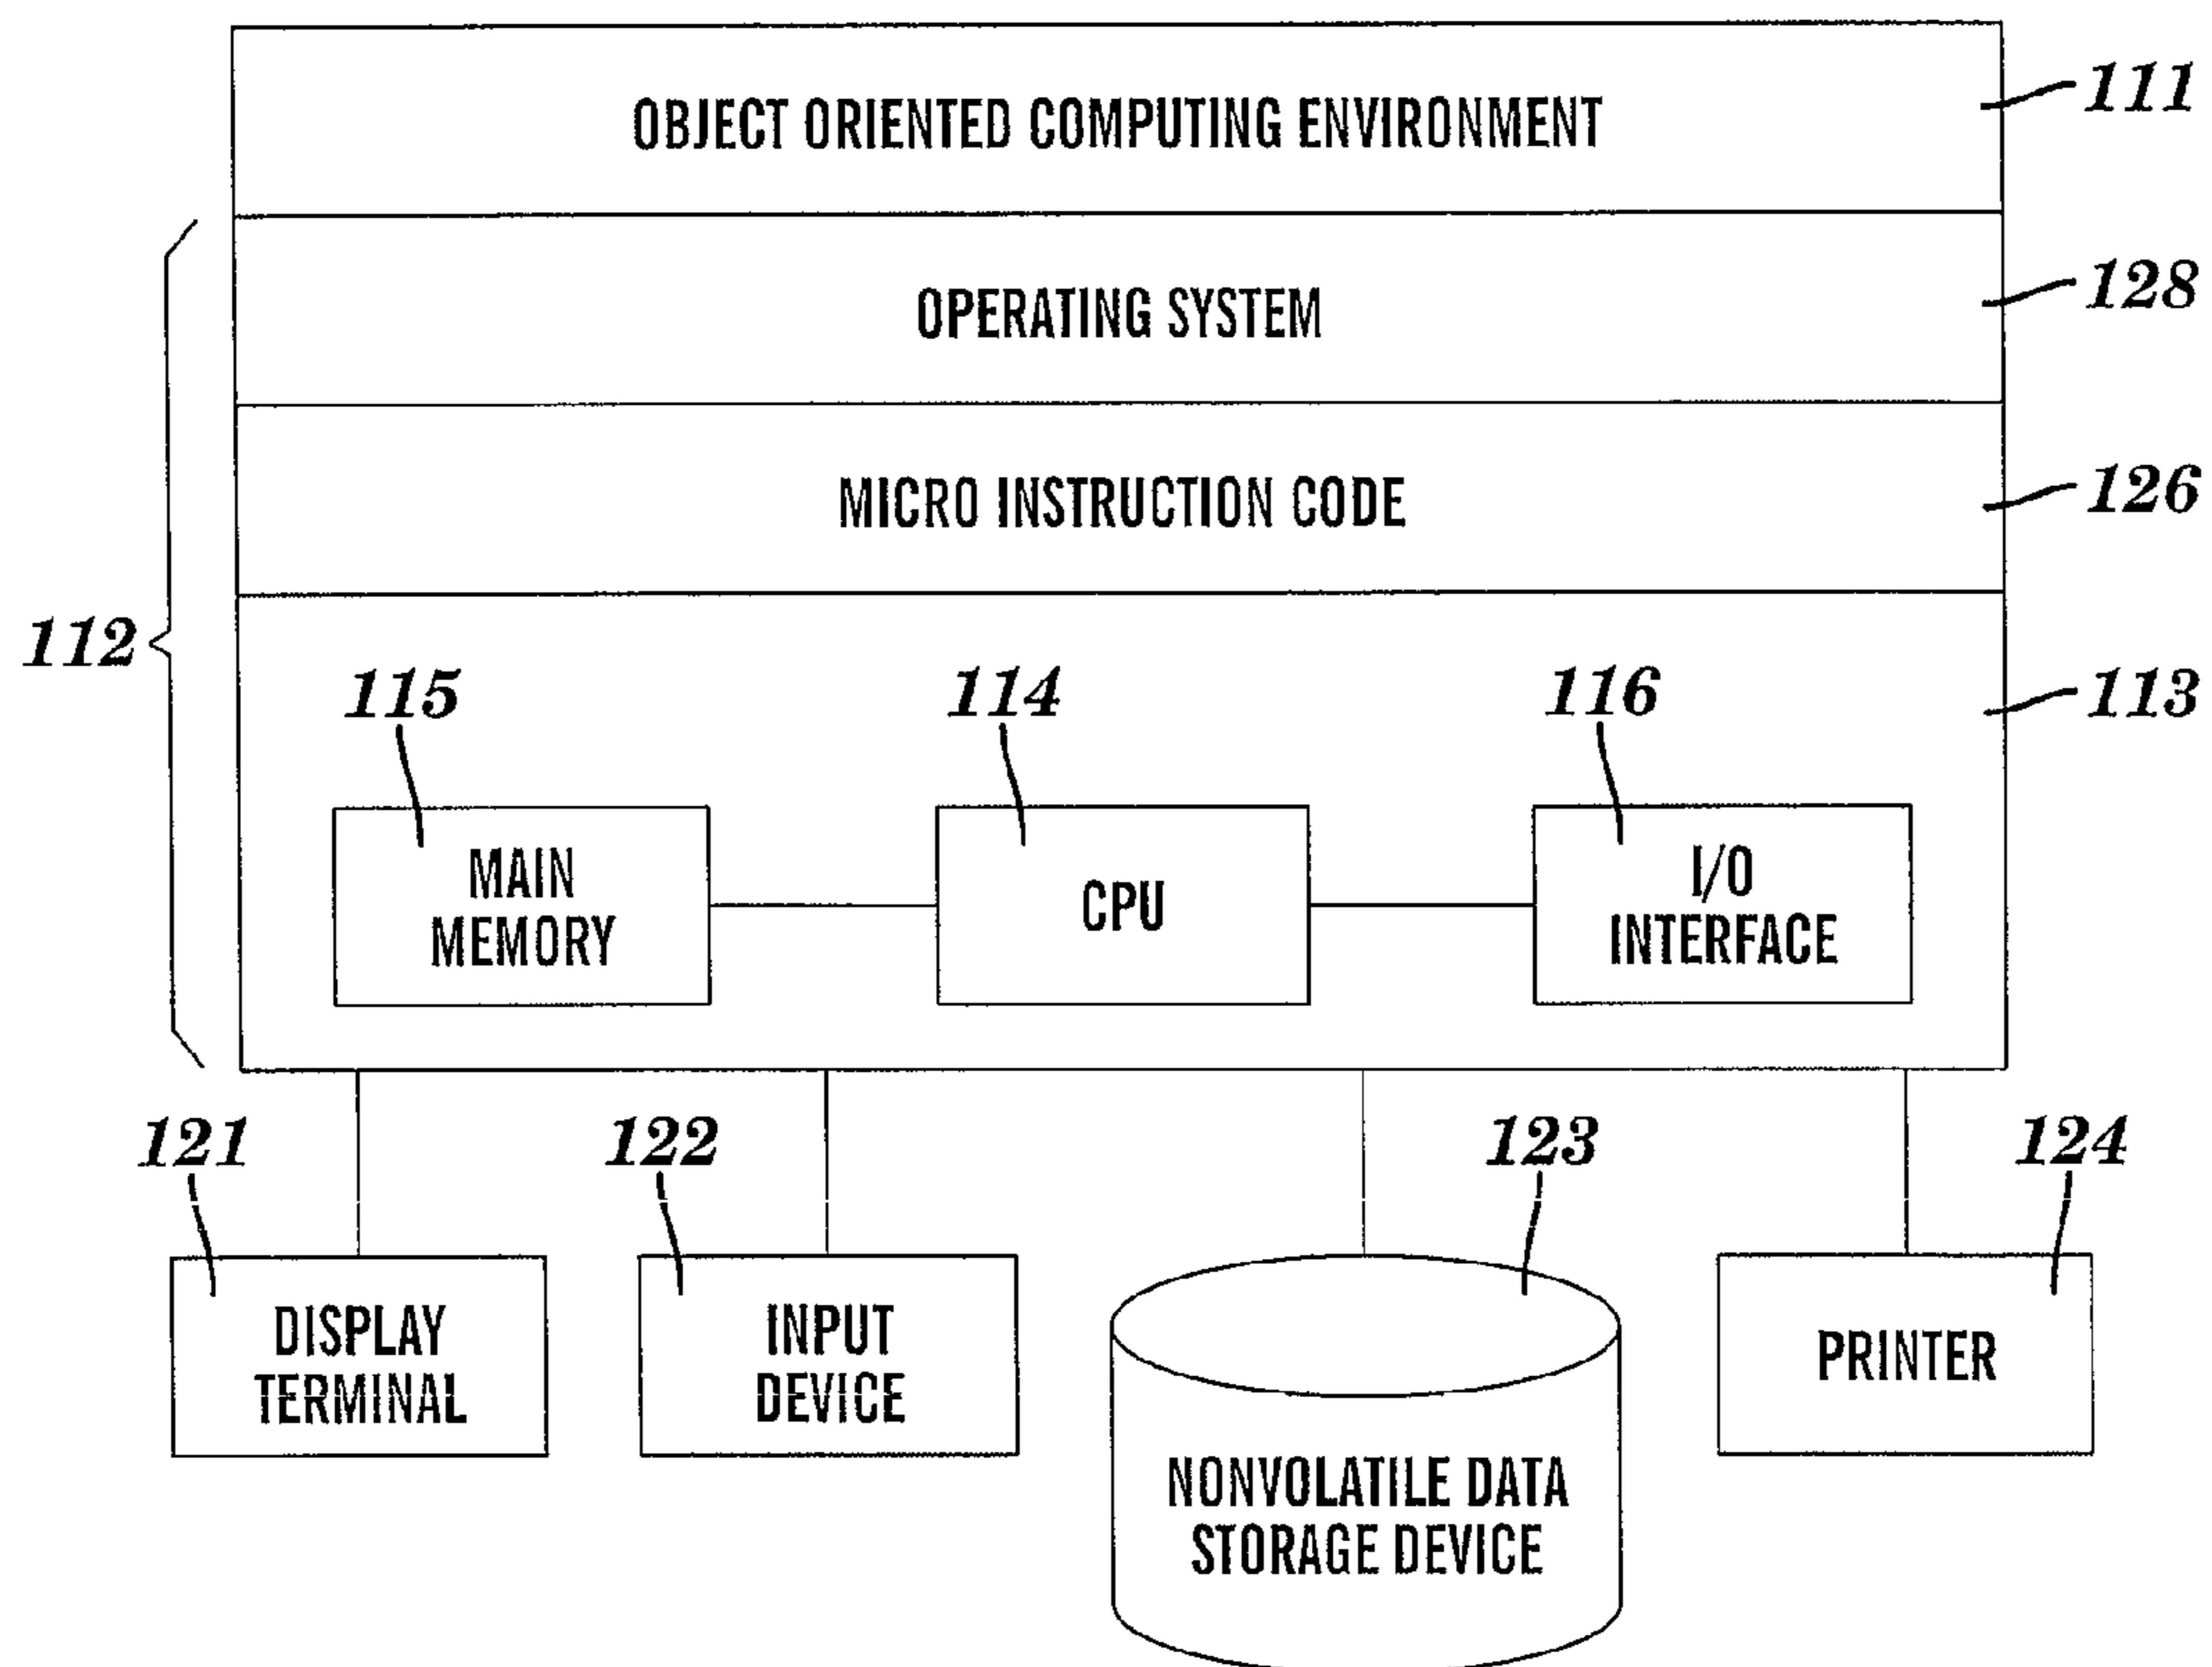 OBJECT ORIENTED COMPUTING ENVIRONMENT
111
OPERATING SYSTEM
128
MICRO INSTRUCTION CODE
126
112
113
115
114
116
MAIN
MEMORY
CPU
I/O
INTERFACE
121
122
123
124
DISPLAY
TERMINAL
INPUT
DEVICE
NONVOLATILE DATA
STORAGE DEVICE
PRINTER